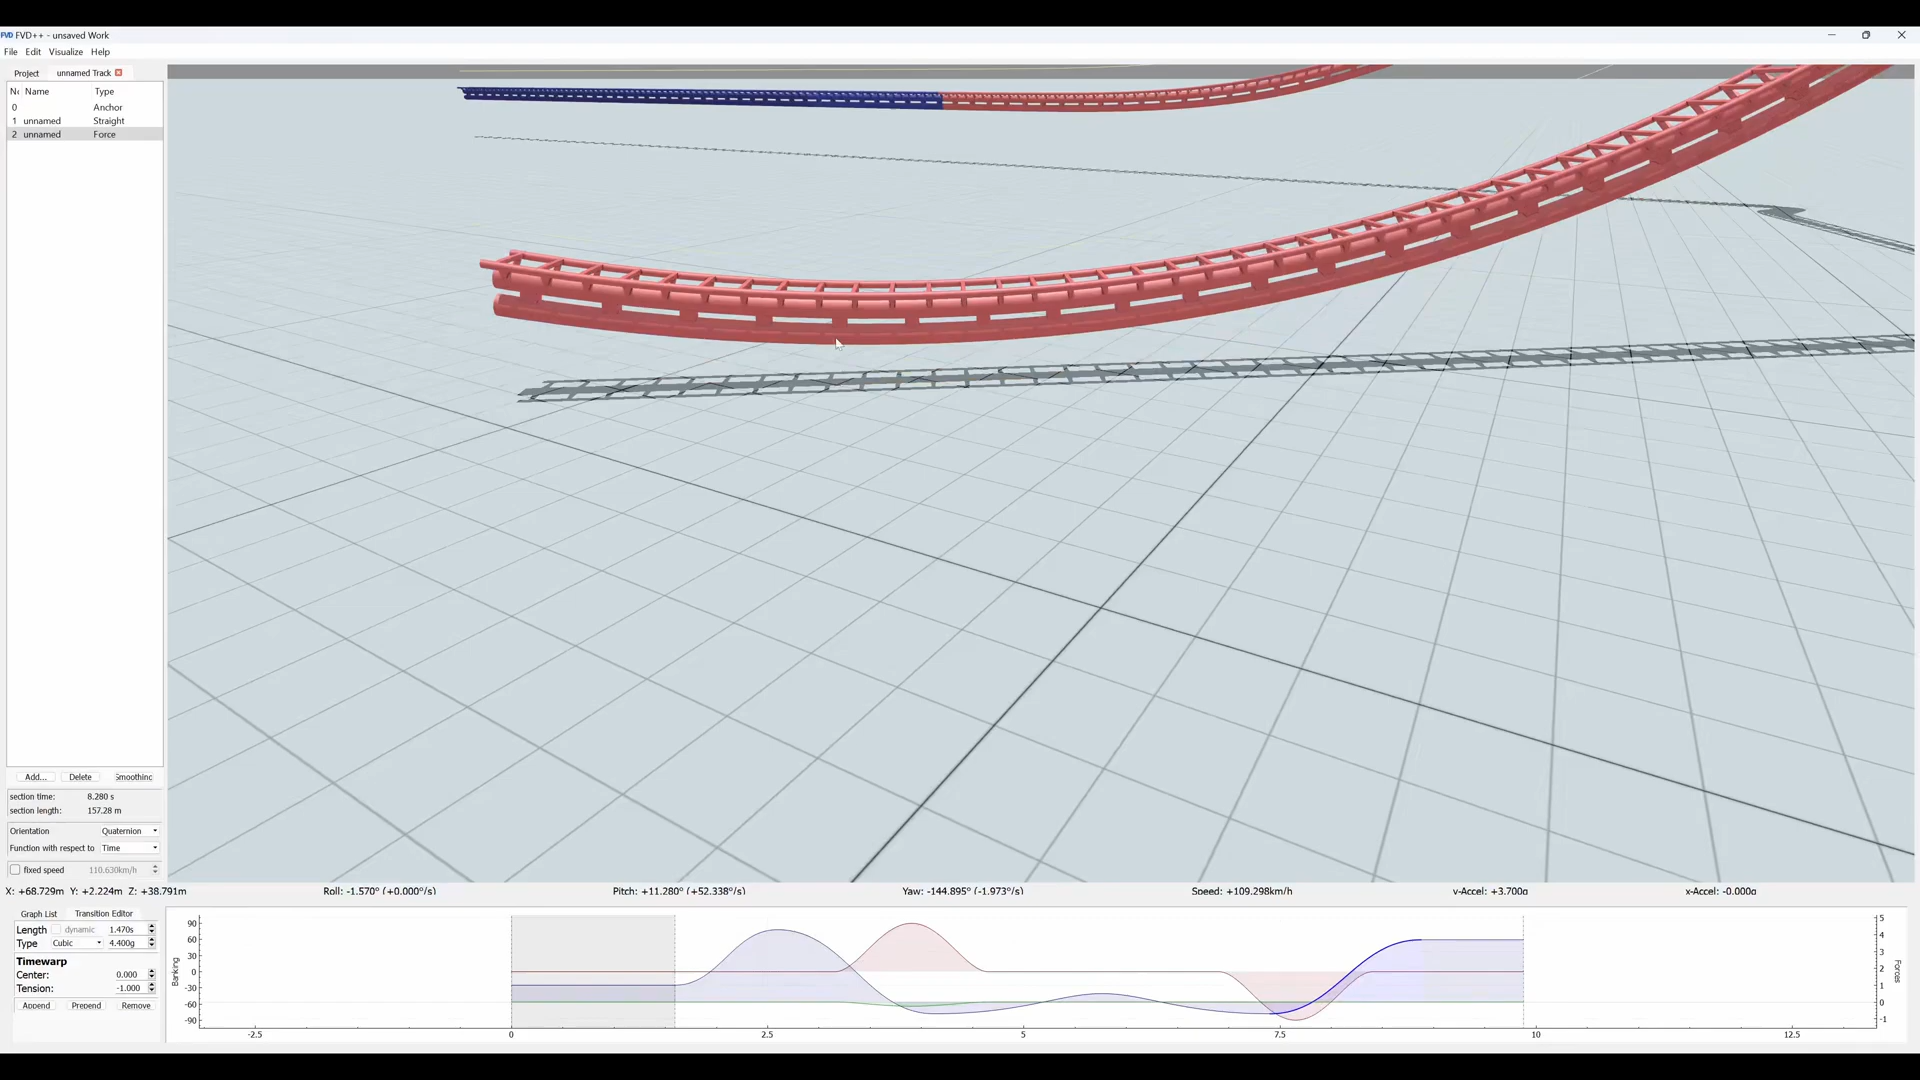 FVD FVD++ - unsaved Work
File Edit Visualize Help
Project unnamed Track
Name Type
0 Anchor
1 unnamed Straight
2 unnamed Force
Add... Delete Smoothing
section time: 8.280 s
section length: 157.28 m
Orientation Quaternion
Function with respect to Time
fixed speed 110.630km/h
X: +68.729m Y: +2.224m Z: +38.791m Roll: -1.570° (+0.000°/s) Pitch: +11.280° (+52.338°/s) Yaw: -144.895° (-1.973°/s) Speed: +109.298km/h v-Accel: +3.700g x-Accel: -0.000g
Graph List Transition Editor
Length dynamic 1.470s
Type Cubic 4.400g
Timewarp
Center: 0.000
Tension: -1.000
Append Prepend Remove
Banking
90
60
30
0
-30
-60
-90
-2.5 0 2.5 5 7.5 10 12.5
5
4
3
2
1
0
-1
Forces